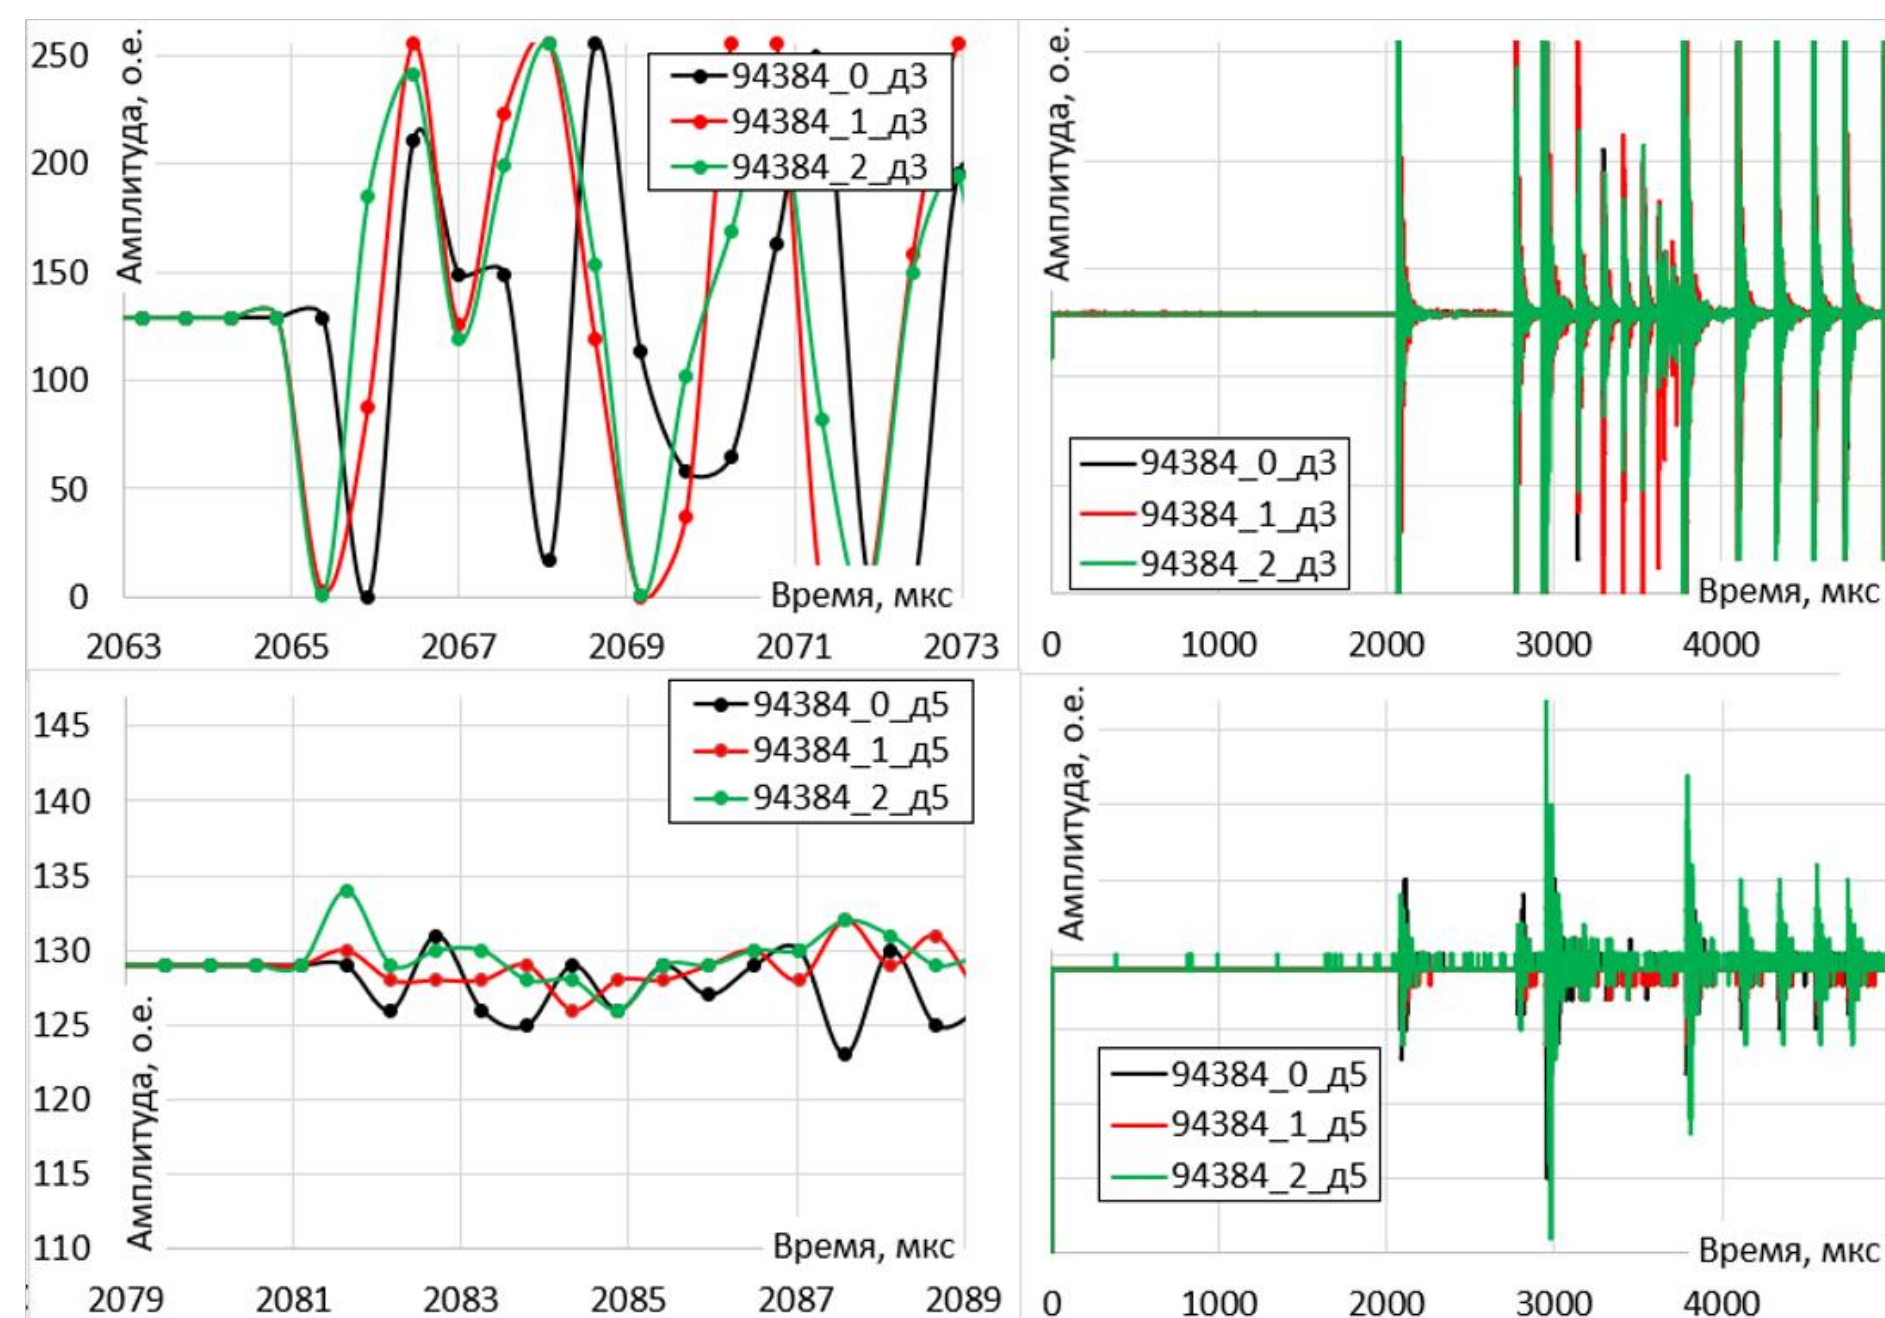 Амплитуда, о.е.
250
200
150
100
50
0
94384_0_д3
94384_1_д3
94384_2_д3
Время, мкс
2063 2065 2067 2069 2071 2073
Амплитуда, о.е.
94384_0_д3
94384_1_д3
94384_2_д3
Время, мкс
0 1000 2000 3000 4000
145
140
135
130
125
120
115
110
Амплитуда, о.е.
94384_0_д5
94384_1_д5
94384_2_д5
Время, мкс
2079 2081 2083 2085 2087 2089
Амплитуда, о.е.
94384_0_д5
94384_1_д5
94384_2_д5
Время, мкс
0 1000 2000 3000 4000